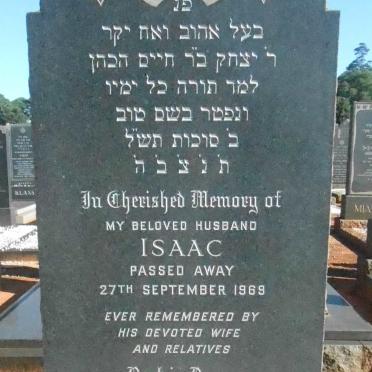 פנ
בעל אהוב ואח יקר
ר׳ יצחק ב״ר חיים הכהן
למד תורה כל ימיו
ונפטר בשם טוב
ב׳ סוכות תש״ל
ת׳ נ׳ צ׳ ב׳ ה׳
In Cherished Memory of
MY BELOVED HUSBAND
ISAAC
PASSED AWAY
27TH SEPTEMBER 1969
EVER REMEMBERED BY
HIS DEVOTED WIFE
AND RELATIVES